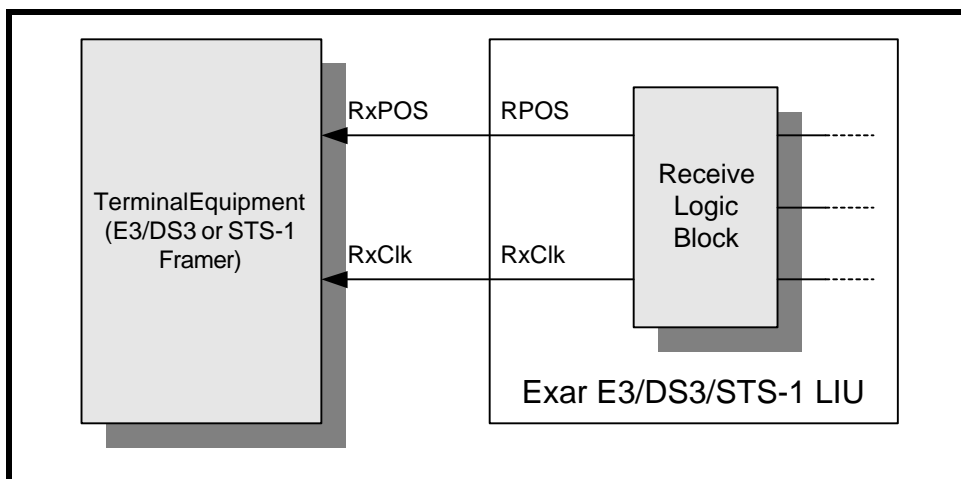 RxPOS
RPOS
TerminalEquipment
(E3/DS3 or STS-1
Framer)
Receive
Logic
Block
RxClk
RxClk
Exar E3/DS3/STS-1 LIU